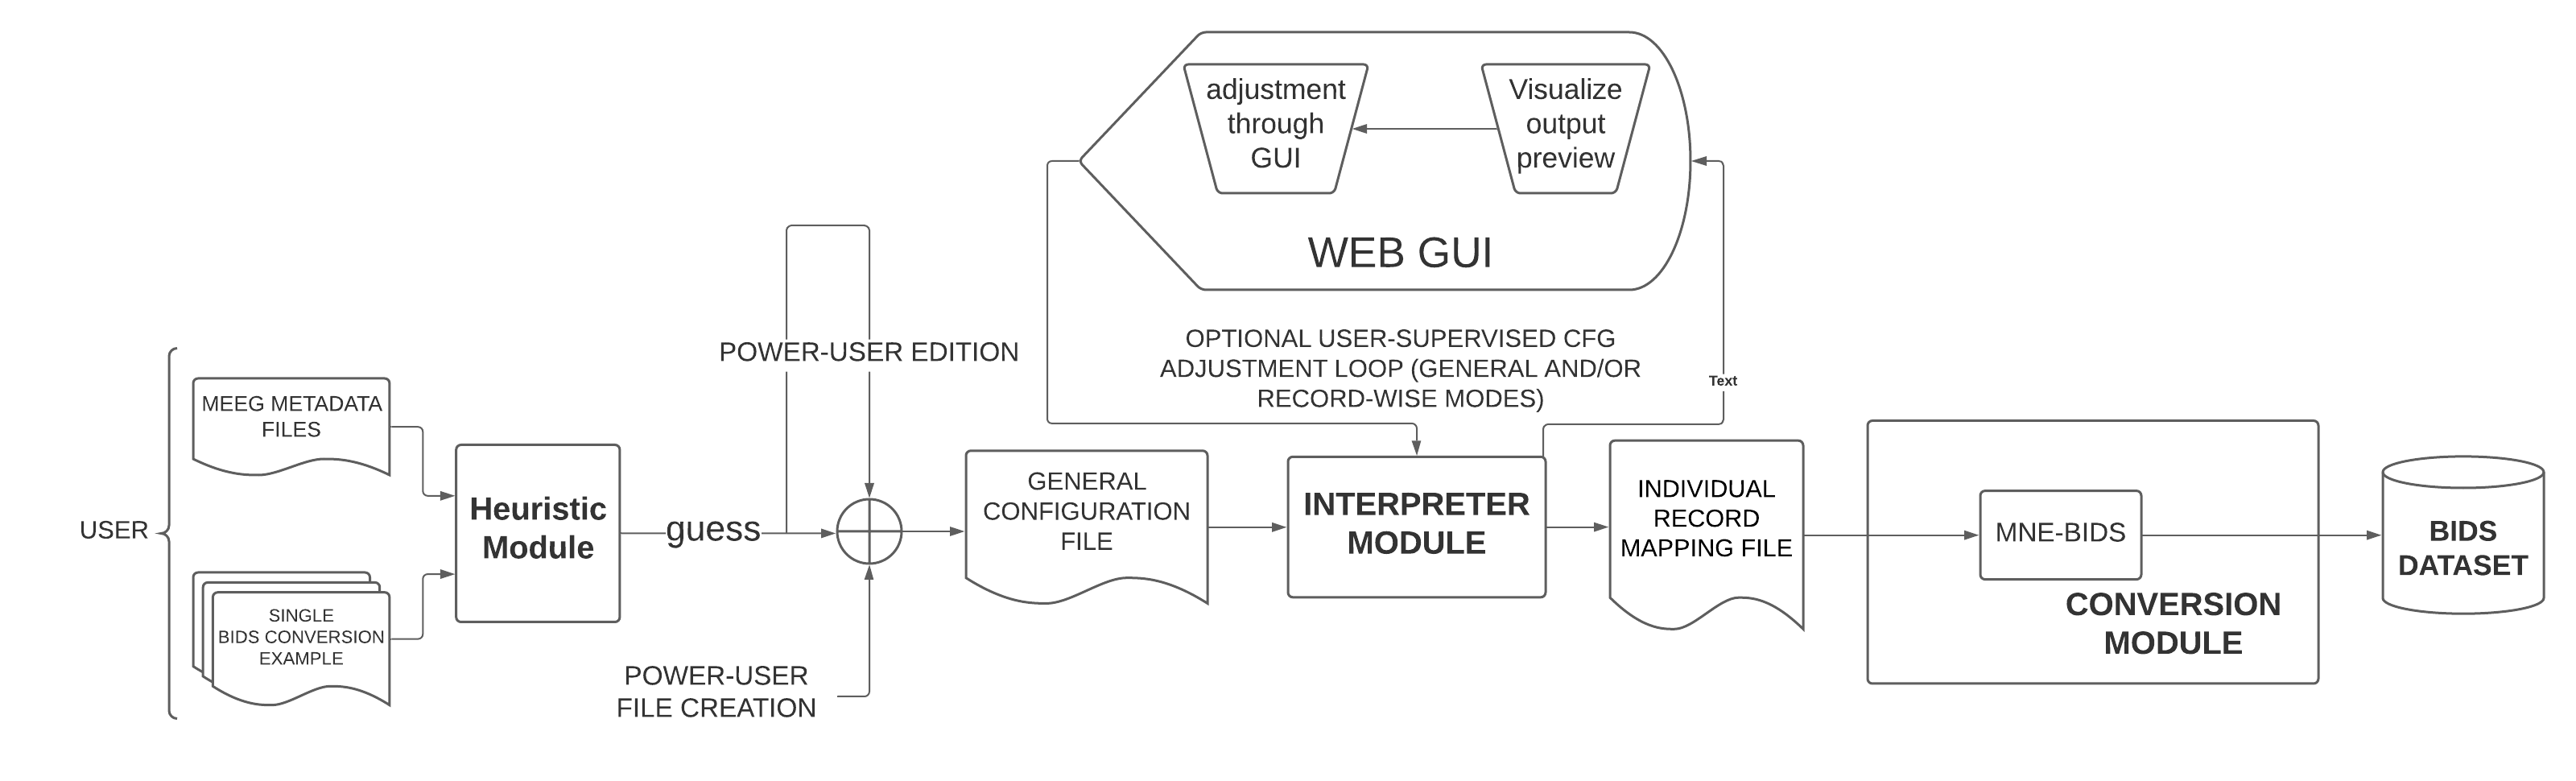 adjustment
through
GUI
Visualize
output
preview
WEB GUI
POWER-USER EDITION
OPTIONAL USER-SUPERVISED CFG
ADJUSTMENT LOOP (GENERAL AND/OR
RECORD-WISE MODES)
Text
USER
MEEG METADATA
FILES
SINGLE
BIDS CONVERSION
EXAMPLE
Heuristic
Module
guess
POWER-USER
FILE CREATION
GENERAL
CONFIGURATION
FILE
INTERPRETER
MODULE
INDIVIDUAL
RECORD
MAPPING FILE
MNE-BIDS
CONVERSION
MODULE
BIDS
DATASET